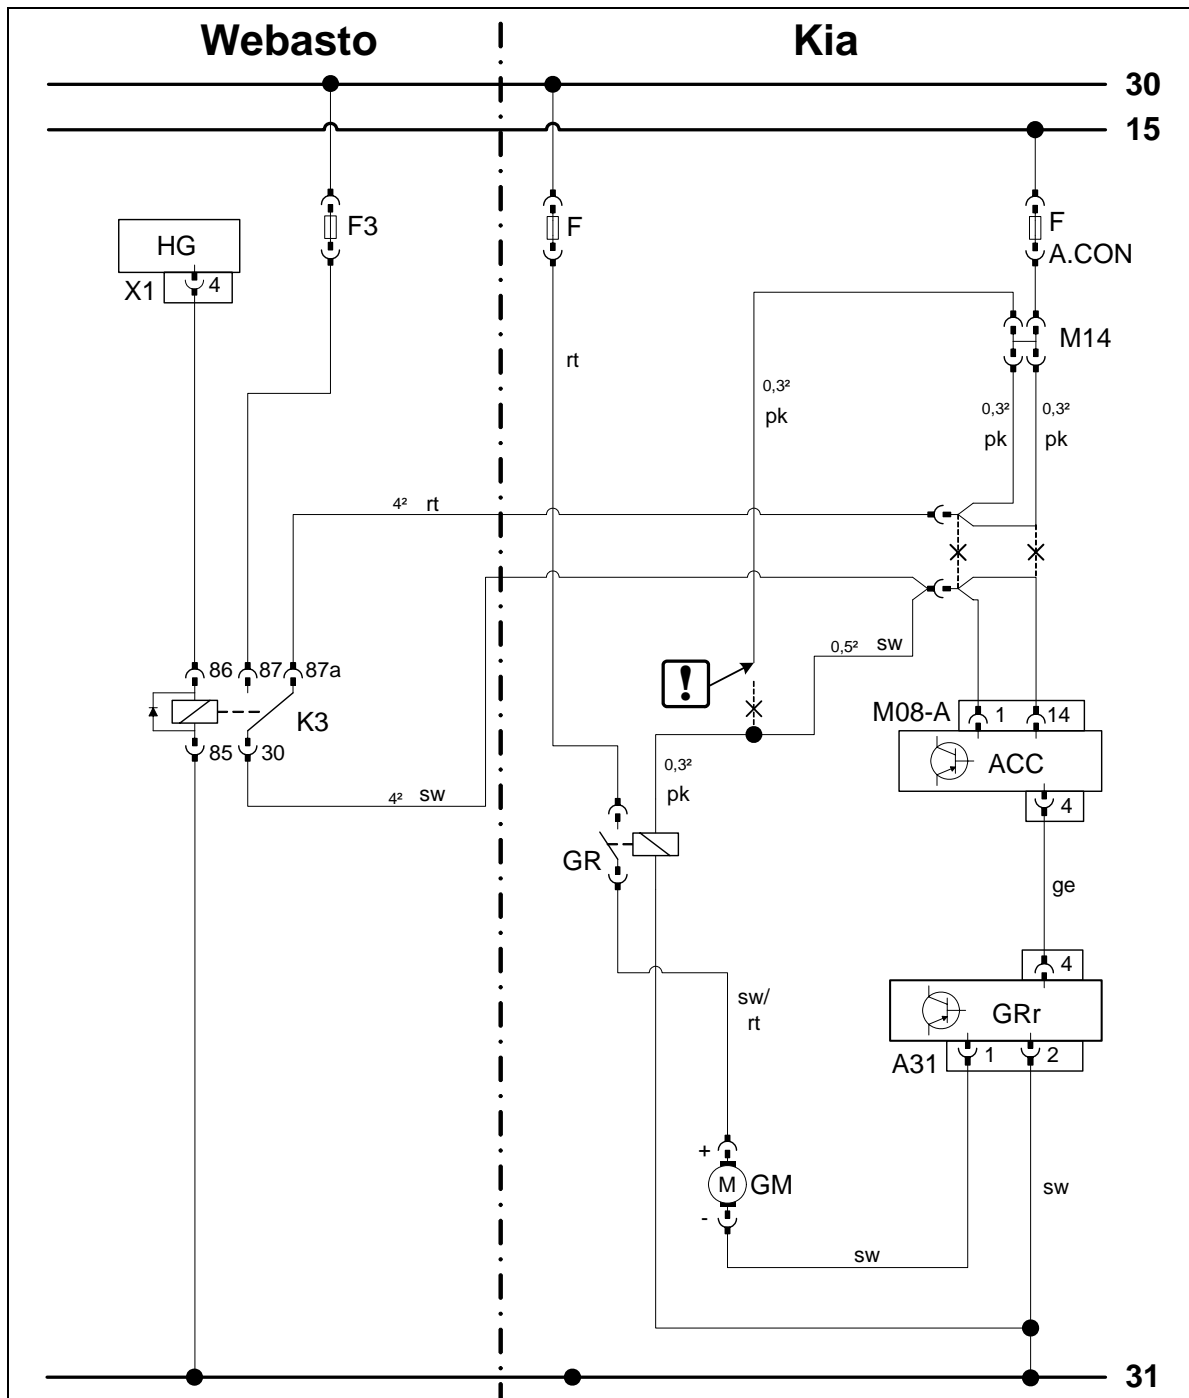 Webasto
Kia
30
15
F3
F
F
A.CON
HG
X1
4
M14
rt
0,3²
pk
0,3²
pk
0,3²
pk
4² rt
0,5² sw
86
87
87a
!
K3
M08-A
1
14
85
30
ACC
0,3²
pk
4² sw
4
GR
ge
4
sw/
rt
GRr
A31
1
2
+
M
GM
-
sw
sw
31